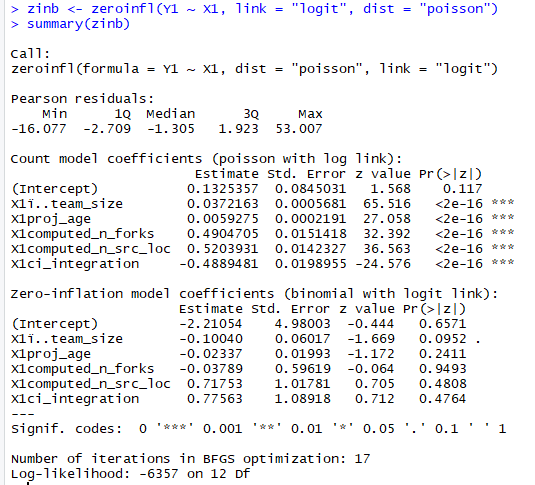 > zinb <- zeroinfl(Y1 ~ X1, link = "logit", dist = "poisson")
> summary(zinb)
Call:
zeroinfl(formula = Y1 ~ X1, dist = "poisson", link = "logit")
Pearson residuals:
Min 1Q Median 3Q Max
-16.077 -2.709 -1.305 1.923 53.007
Count model coefficients (poisson with log link):
Estimate Std. Error z value Pr(>|z|)
(Intercept) 0.1325357 0.0845031 1.568 0.117
X1ï..team_size 0.0372163 0.0005681 65.516 <2e-16 ***
X1proj_age 0.0059275 0.0002191 27.058 <2e-16 ***
X1computed_n_forks 0.4904705 0.0151418 32.392 <2e-16 ***
X1computed_n_src_loc 0.5203931 0.0142327 36.563 <2e-16 ***
X1ci_integration -0.4889481 0.0198955 -24.576 <2e-16 ***
Zero-inflation model coefficients (binomial with logit link):
Estimate Std. Error z value Pr(>|z|)
(Intercept) -2.21054 4.98003 -0.444 0.6571
X1ï..team_size -0.10040 0.06017 -1.669 0.0952 .
X1proj_age -0.02337 0.01993 -1.172 0.2411
X1computed_n_forks -0.03789 0.59619 -0.064 0.9493
X1computed_n_src_loc 0.71753 1.01781 0.705 0.4808
X1ci_integration 0.77563 1.08918 0.712 0.4764
---
Signif. codes: 0 '***' 0.001 '**' 0.01 '*' 0.05 '.' 0.1 ' ' 1
Number of iterations in BFGS optimization: 17
Log-likelihood: -6357 on 12 Df